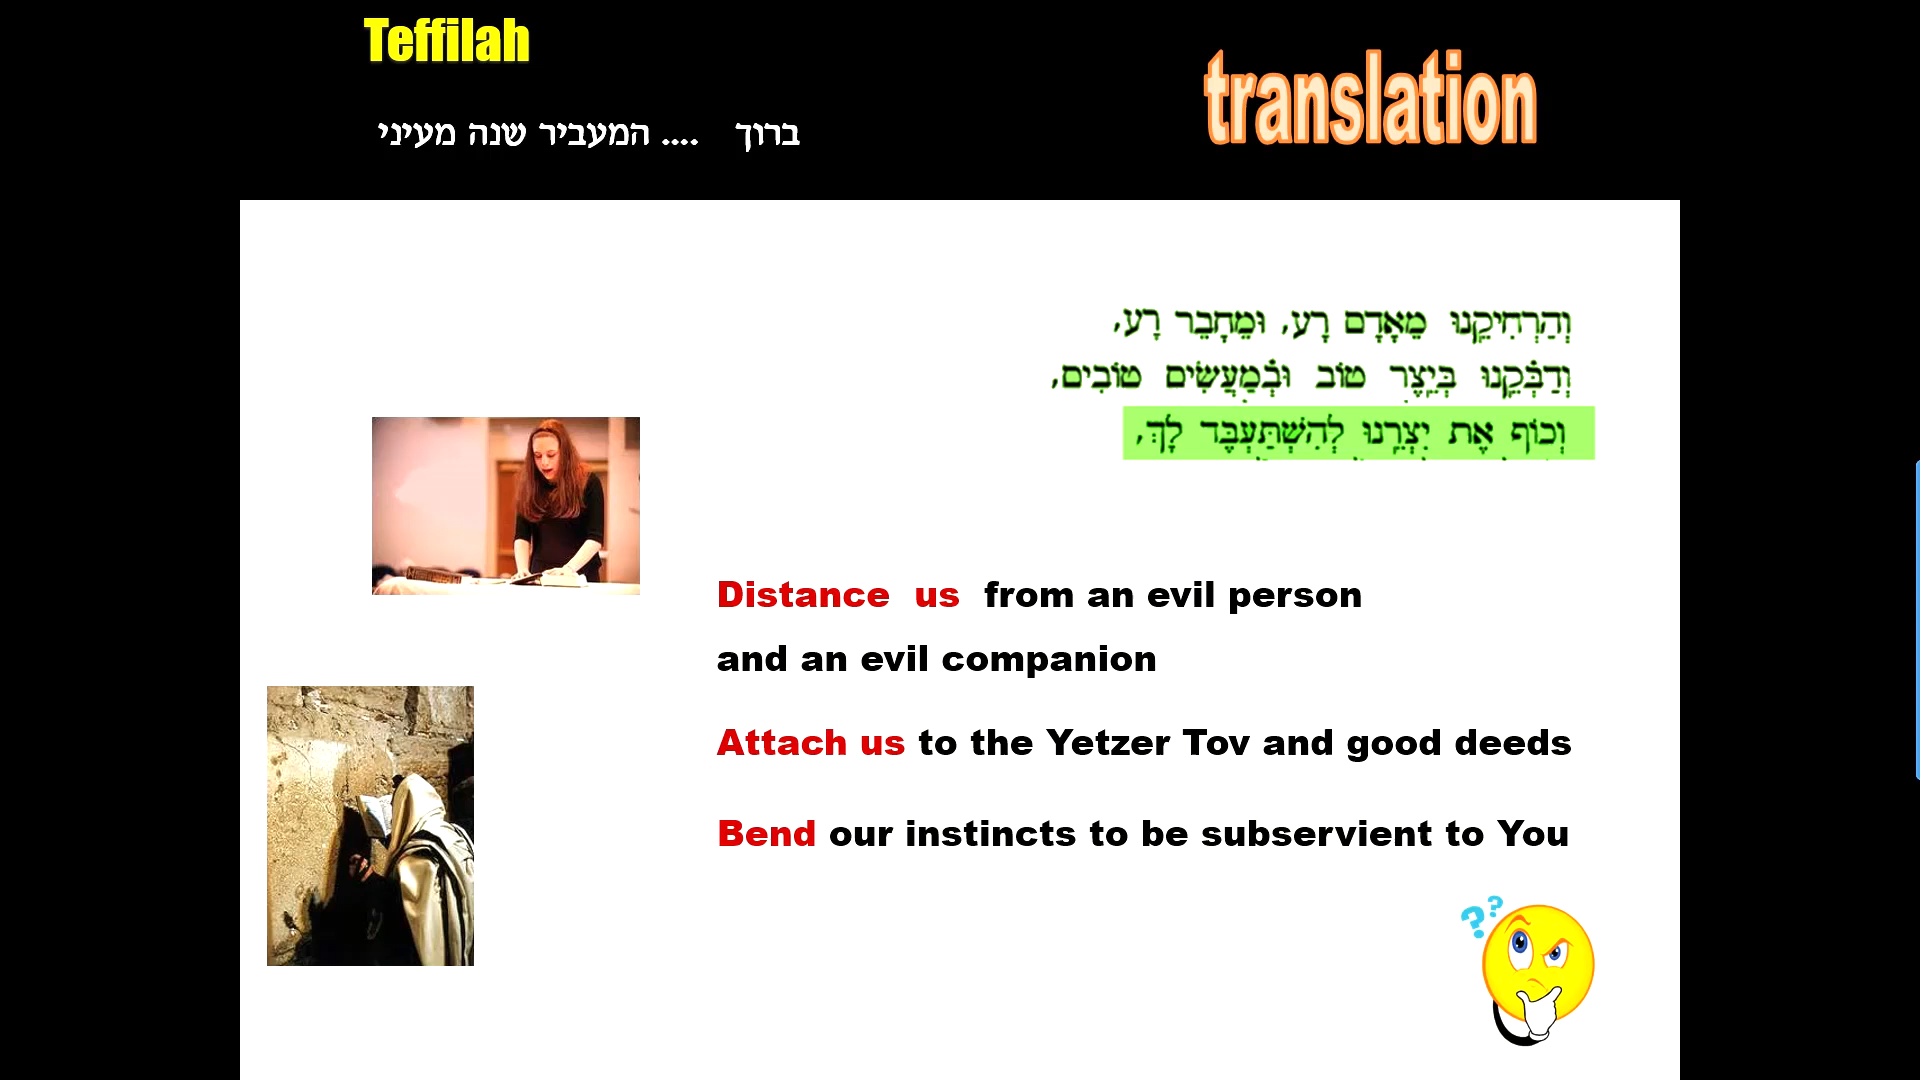 Teffilah
translation
ברוך .... המעביר שנה מעיני
וְהַרְחִיקֵנוּ מֵאָדָם רָע, וּמֵחָבֵר רָע,
וְדַבְּקֵנוּ בְּיֵצֶר טוֹב וּבְמַעֲשִׂים טוֹבִים,
וְכוֹף אֶת יִצְרֵנוּ לְהִשְׁתַּעְבֶּד לָךְ,
Distance us from an evil person
and an evil companion
Attach us to the Yetzer Tov and good deeds
Bend our instincts to be subservient to You
? ?